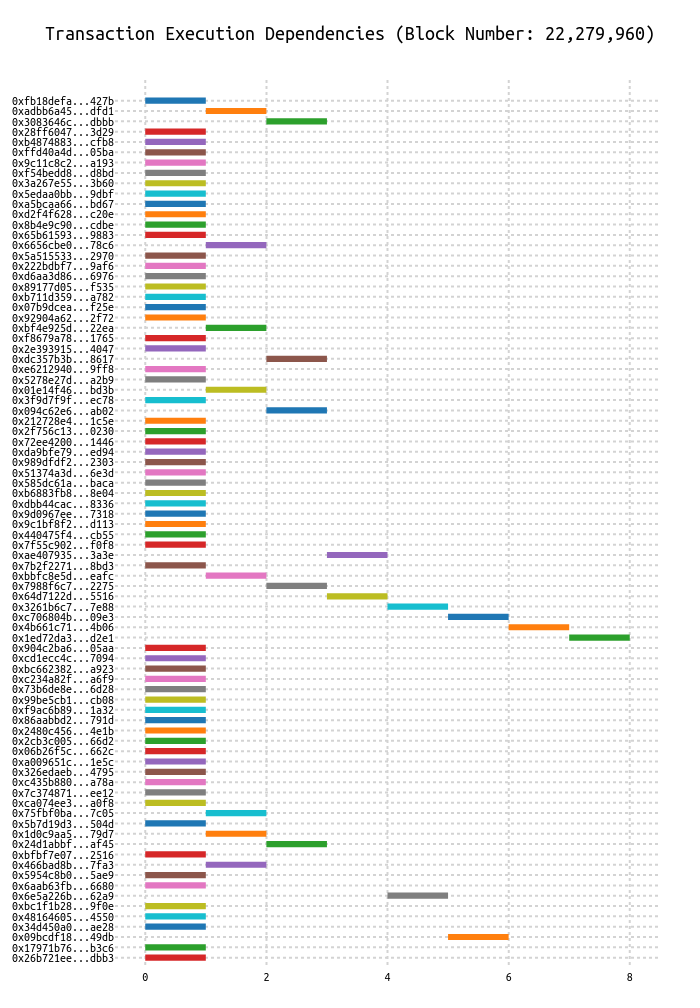 Transaction Execution Dependencies (Block Number: 22,279,960)
0xfb18defa...427b
0xadbb6a45...dfd1
0x3083646c...dbbb
0x28ff6047...3d29
0xb4874883...cfb8
0xffd40a4d...05ba
0x9c11c8c2...a193
0xf54bedd8...d8bd
0x3a267e55...3b60
0x5edaa0bb...9dbf
0xa5bcaa66...bd67
0xd2f4f628...c20e
0x8b4e9c90...cdbe
0x65b61593...9883
0x6656cbe0...78c6
0x5a515533...2970
0x222bdbf7...9af6
0xd6aa3d86...6976
0x89177d05...f535
0xb711d359...a782
0x07b9dcea...f25e
0x92904a62...2f72
0xbf4e925d...22ea
0xf8679a78...1765
0x2e393915...4047
0xdc357b3b...8617
0xe6212940...9ff8
0x5278e27d...a2b9
0x01e14f46...bd3b
0x3f9d7f9f...ec78
0x094c62e6...ab02
0x212728e4...1c5e
0x2f756c13...0230
0x72ee4200...1446
0xda9bfe79...ed94
0x989dfdf2...2303
0x51374a3d...6e3d
0x585dc61a...baca
0xb6883fb8...8e04
0xdbb44cac...8336
0x9d0967ee...7318
0x9c1bf8f2...d113
0x440475f4...cb55
0x7f55c902...f0f8
0xae407935...3a3e
0x7b2f2271...8bd3
0xbbfc8e5d...eafc
0x7988f6c7...2275
0x64d7122d...5516
0x3261b6c7...7e88
0xc706804b...09e3
0x4b661c71...4b06
0x1ed72da3...d2e1
0x904c2ba6...05aa
0xcd1ecc4c...7094
0xbc662382...a923
0xc234a82f...a6f9
0x73b6de8e...6d28
0x99be5cb1...cb08
0xf9ac6b89...1a32
0x86aabbd2...791d
0x2480c456...4e1b
0x2cb3c005...66d2
0x06b26f5c...662c
0xa009651c...1e5c
0x326edaeb...4795
0xc435b880...a78a
0x7c374871...ee12
0xca074ee3...a0f8
0x75fbf0ba...7c05
0x5b7d19d3...504d
0x1d0c9aa5...79d7
0x24d1abbf...af45
0xbfbf7e07...2516
0x466bad8b...7fa3
0x5954c8b0...5ae9
0x6aab63fb...6680
0x6e5a226b...62a9
0xbc1f1b28...9f0e
0x48164605...4550
0x34d450a0...ae28
0x09bcdf18...49db
0x17971b76...b3c6
0x26b721ee...dbb3
0 2 4 6 8